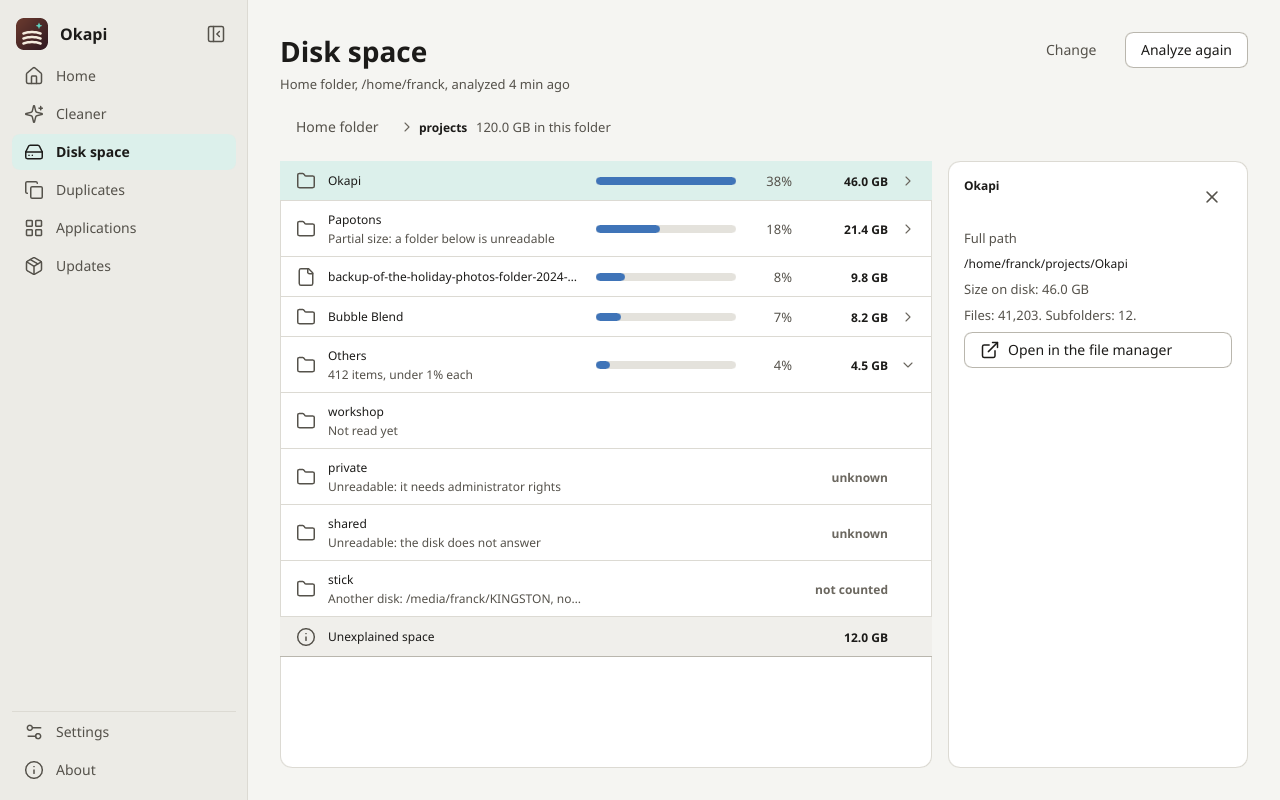 Okapi
Home
Cleaner
Disk space
Duplicates
Applications
Updates
Settings
About
Disk space
Home folder, /home/franck, analyzed 4 min ago
Change
Analyze again
Home folder
projects 120.0 GB in this folder
Okapi 38% 46.0 GB
Papotons 18% 21.4 GB
Partial size: a folder below is unreadable
backup-of-the-holiday-photos-folder-2024-… 8% 9.8 GB
Bubble Blend 7% 8.2 GB
Others 4% 4.5 GB
412 items, under 1% each
workshop
Not read yet
private unknown
Unreadable: it needs administrator rights
shared unknown
Unreadable: the disk does not answer
stick not counted
Another disk: /media/franck/KINGSTON, no…
Unexplained space 12.0 GB
Okapi
Full path
/home/franck/projects/Okapi
Size on disk: 46.0 GB
Files: 41,203. Subfolders: 12.
Open in the file manager